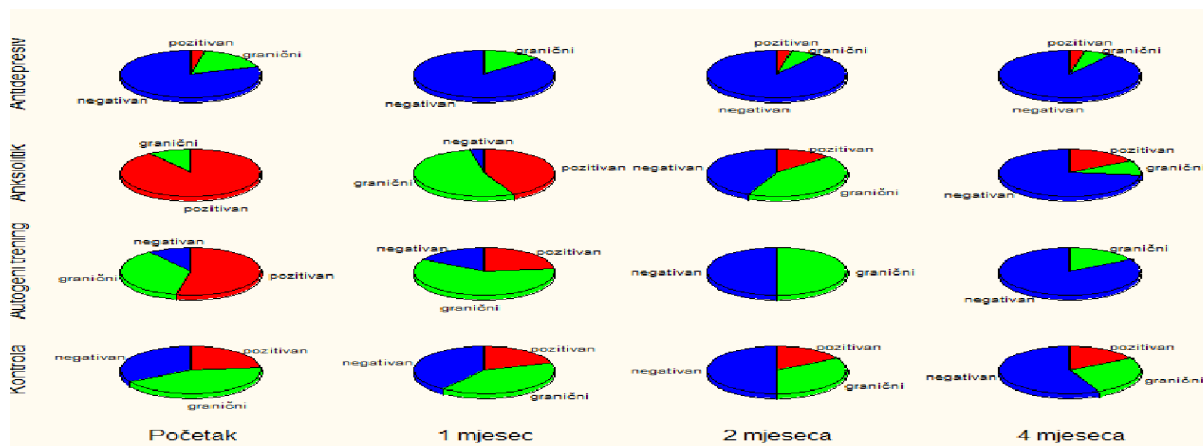 Antidepresiv
pozitivan
granični
negativan
granični
negativan
pozitivan
granični
negativan
pozitivan
granični
negativan
Anksiolitik
granični
pozitivan
negativan
granični
pozitivan
pozitivan
negativan
granični
pozitivan
granični
negativan
Autogeni trening
negativan
granični
pozitivan
negativan
pozitivan
granični
negativan
granični
granični
negativan
Kontrola
negativan
pozitivan
granični
negativan
pozitivan
granični
pozitivan
negativan
granični
pozitivan
negativan
granični
Početak
1 mjesec
2 mjeseca
4 mjeseca